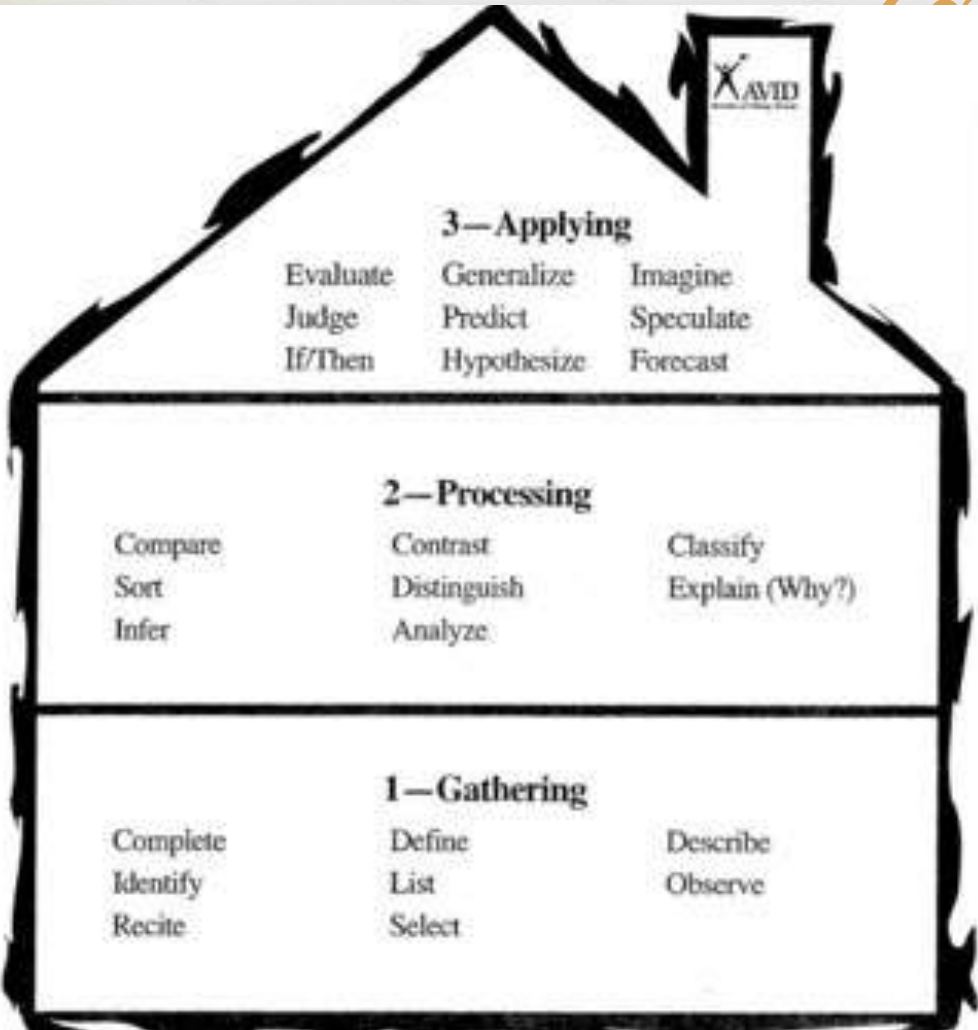 AVID
3—Applying
Evaluate Generalize Imagine
Judge Predict Speculate
If/Then Hypothesize Forecast
2—Processing
Compare Contrast Classify
Sort Distinguish Explain (Why?)
Infer Analyze
1—Gathering
Complete Define Describe
Identify List Observe
Recite Select